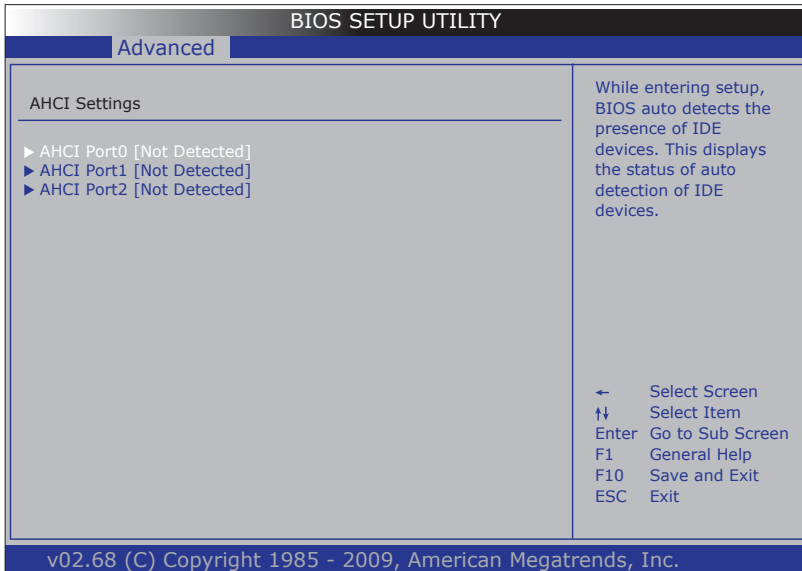 BIOS SETUP UTILITY
Advanced
AHCI Settings
▶ AHCI Port0 [Not Detected]
▶ AHCI Port1 [Not Detected]
▶ AHCI Port2 [Not Detected]
While entering setup,
BIOS auto detects the
presence of IDE
devices. This displays
the status of auto
detection of IDE
devices.
← Select Screen
↑↓ Select Item
Enter Go to Sub Screen
F1 General Help
F10 Save and Exit
ESC Exit
v02.68 (C) Copyright 1985 - 2009, American Megatrends, Inc.